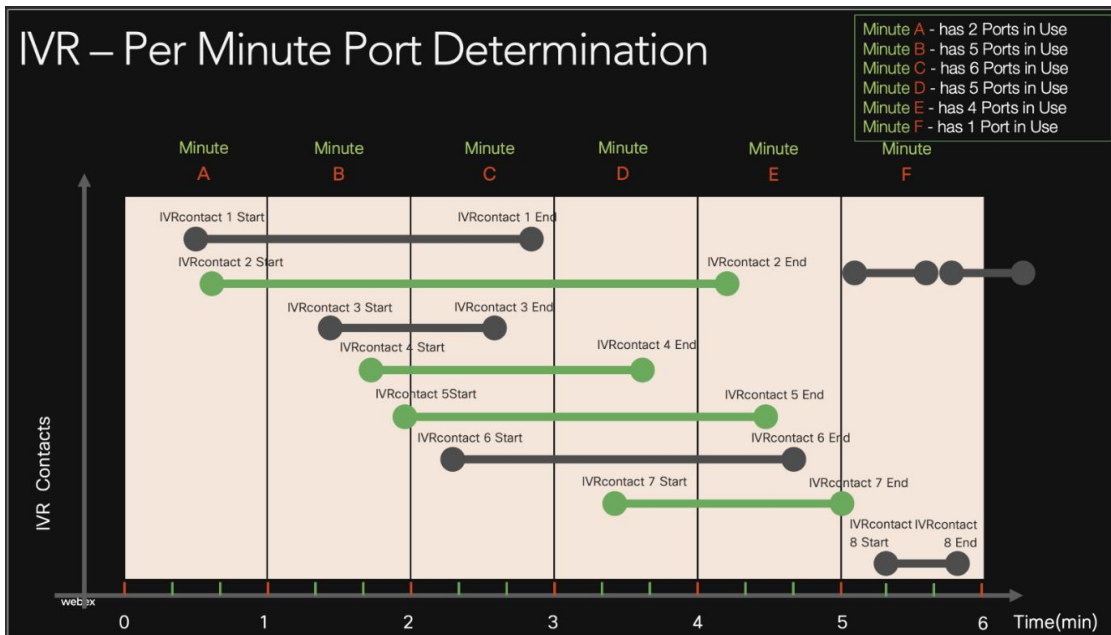 IVR – Per Minute Port Determination
Minute A - has 2 Ports in Use
Minute B - has 5 Ports in Use
Minute C - has 6 Ports in Use
Minute D - has 5 Ports in Use
Minute E - has 4 Ports in Use
Minute F - has 1 Port in Use
Minute Minute Minute Minute Minute Minute
A B C D E F
IVRcontact 1 Start IVRcontact 1 End
IVRcontact 2 Start IVRcontact 2 End
IVRcontact 3 Start IVRcontact 3 End
IVRcontact 4 Start IVRcontact 4 End
IVRcontact 5Start IVRcontact 5 End
IVRcontact 6 Start IVRcontact 6 End
IVRcontact 7 Start IVRcontact 7 End
IVRcontact IVRcontact
8 Start 8 End
IVR Contacts
webex
0 1 2 3 4 5 6 Time(min)